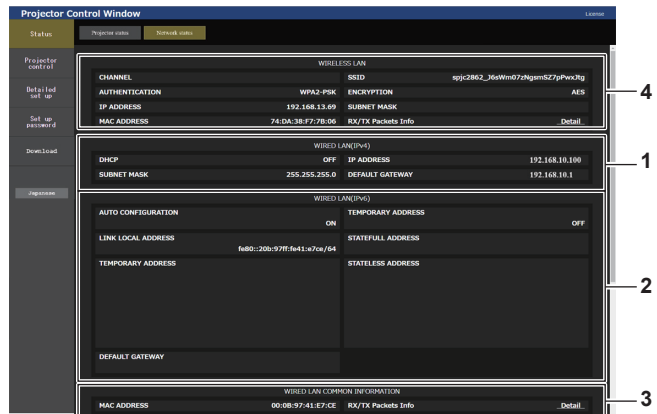 Projector Control Window
License
Status
Projector status
Network status
Projector control
Detailed set up
Set up password
Download
Japanese
WIRELESS LAN
CHANNEL
SSID spjc2862_J6sWm07zNgsmSZ7pPwxJtg
AUTHENTICATION WPA2-PSK
ENCRYPTION AES
IP ADDRESS 192.168.13.69
SUBNET MASK
MAC ADDRESS 74:DA:38:F7:7B:06
RX/TX Packets Info Detail
4
WIRED LAN(IPv4)
DHCP OFF
IP ADDRESS 192.168.10.100
SUBNET MASK 255.255.255.0
DEFAULT GATEWAY 192.168.10.1
1
WIRED LAN(IPv6)
AUTO CONFIGURATION ON
TEMPORARY ADDRESS OFF
LINK LOCAL ADDRESS fe80::20b:97ff:fe41:e7ce/64
STATEFULL ADDRESS
TEMPORARY ADDRESS
STATELESS ADDRESS
DEFAULT GATEWAY
2
WIRED LAN COMMON INFORMATION
MAC ADDRESS 00:0B:97:41:E7:CE
RX/TX Packets Info Detail
3